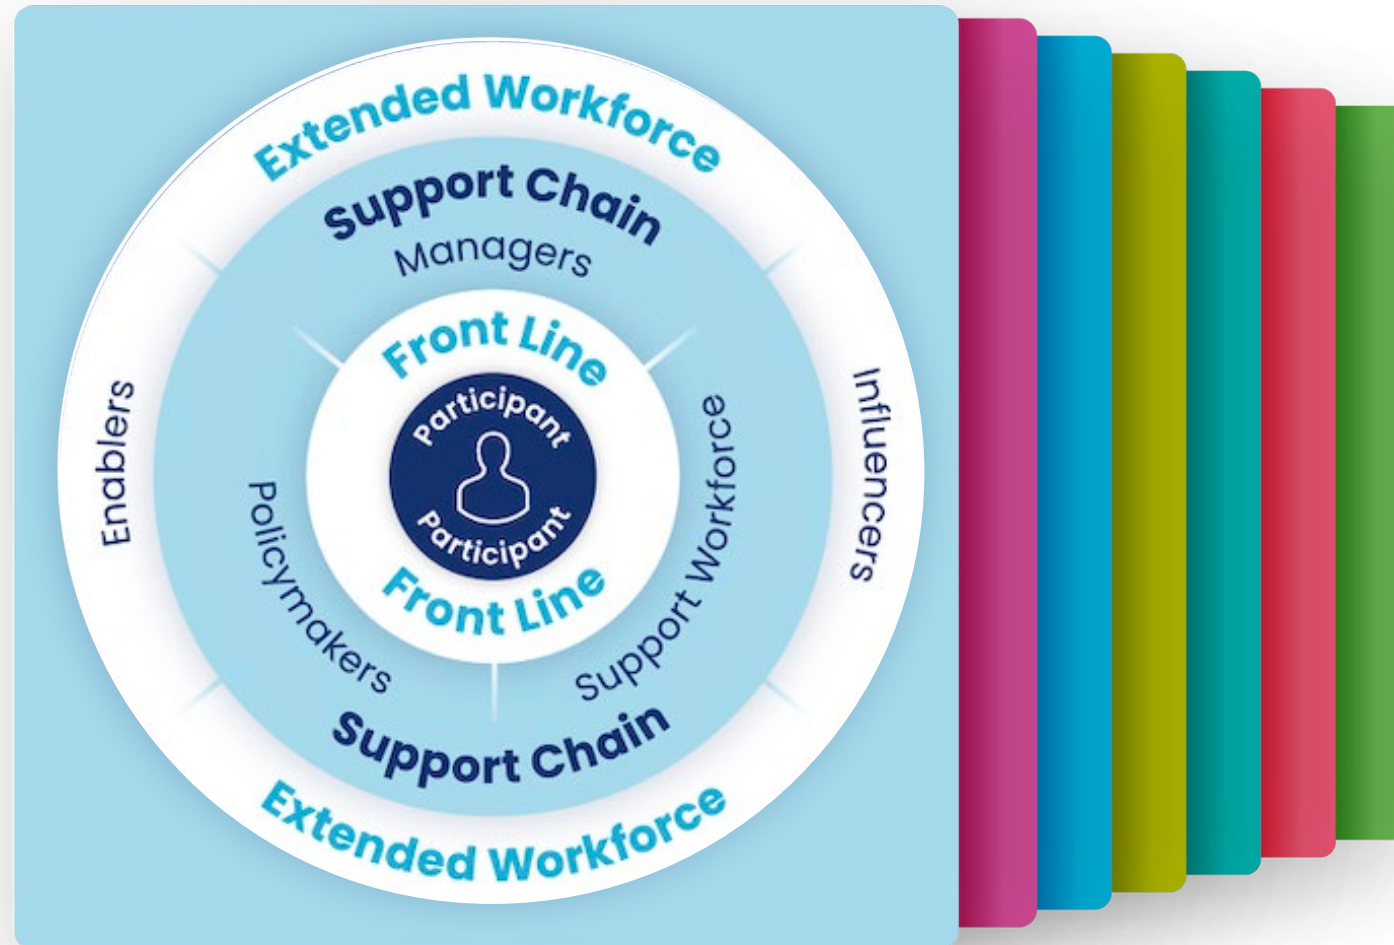 Extended Workforce
Support Chain
Managers
Front Line
Participant
Enablers
Policymakers
Support Workforce
Influencers
Participant
Front Line
Support Chain
Extended Workforce